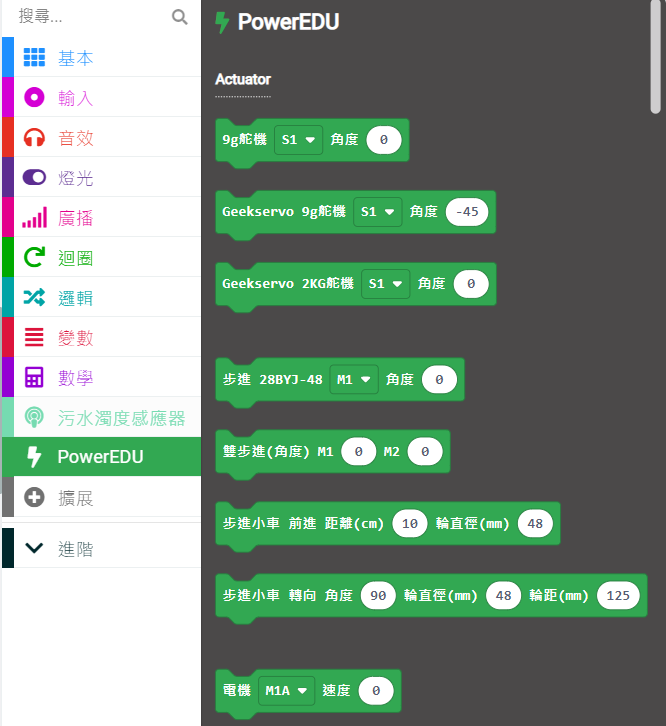 搜尋...
基本
輸入
音效
燈光
廣播
迴圈
邏輯
變數
數學
污水濁度感應器
PowerEDU
擴展
進階
PowerEDU
Actuator
9g舵機 S1 角度 0
Geekservo 9g舵機 S1 角度 -45
Geekservo 2KG舵機 S1 角度 0
步進 28BYJ-48 M1 角度 0
雙步進(角度) M1 0 M2 0
步進小車 前進 距離(cm) 10 輪直徑(mm) 48
步進小車 轉向 角度 90 輪直徑(mm) 48 輪距(mm) 125
電機 M1A 速度 0